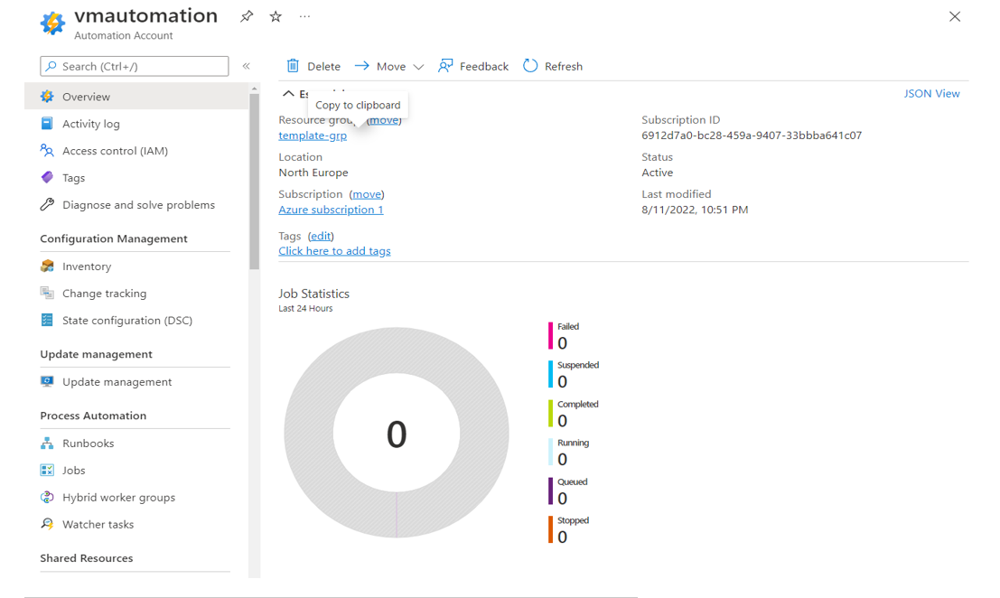 vmautomation
Automation Account
Search (Ctrl+/)
Overview
Activity log
Access control (IAM)
Tags
Diagnose and solve problems
Configuration Management
Inventory
Change tracking
State configuration (DSC)
Update management
Update management
Process Automation
Runbooks
Jobs
Hybrid worker groups
Watcher tasks
Shared Resources
Delete Move Feedback Refresh
JSON View
Copy to clipboard
Resource group (move)
template-grp
Location
North Europe
Subscription (move)
Azure subscription 1
Tags (edit)
Click here to add tags
Subscription ID
6912d7a0-bc28-459a-9407-33bbba641c07
Status
Active
Last modified
8/11/2022, 10:51 PM
Job Statistics
Last 24 Hours
0
Failed
0
Suspended
0
Completed
0
Running
0
Queued
0
Stopped
0